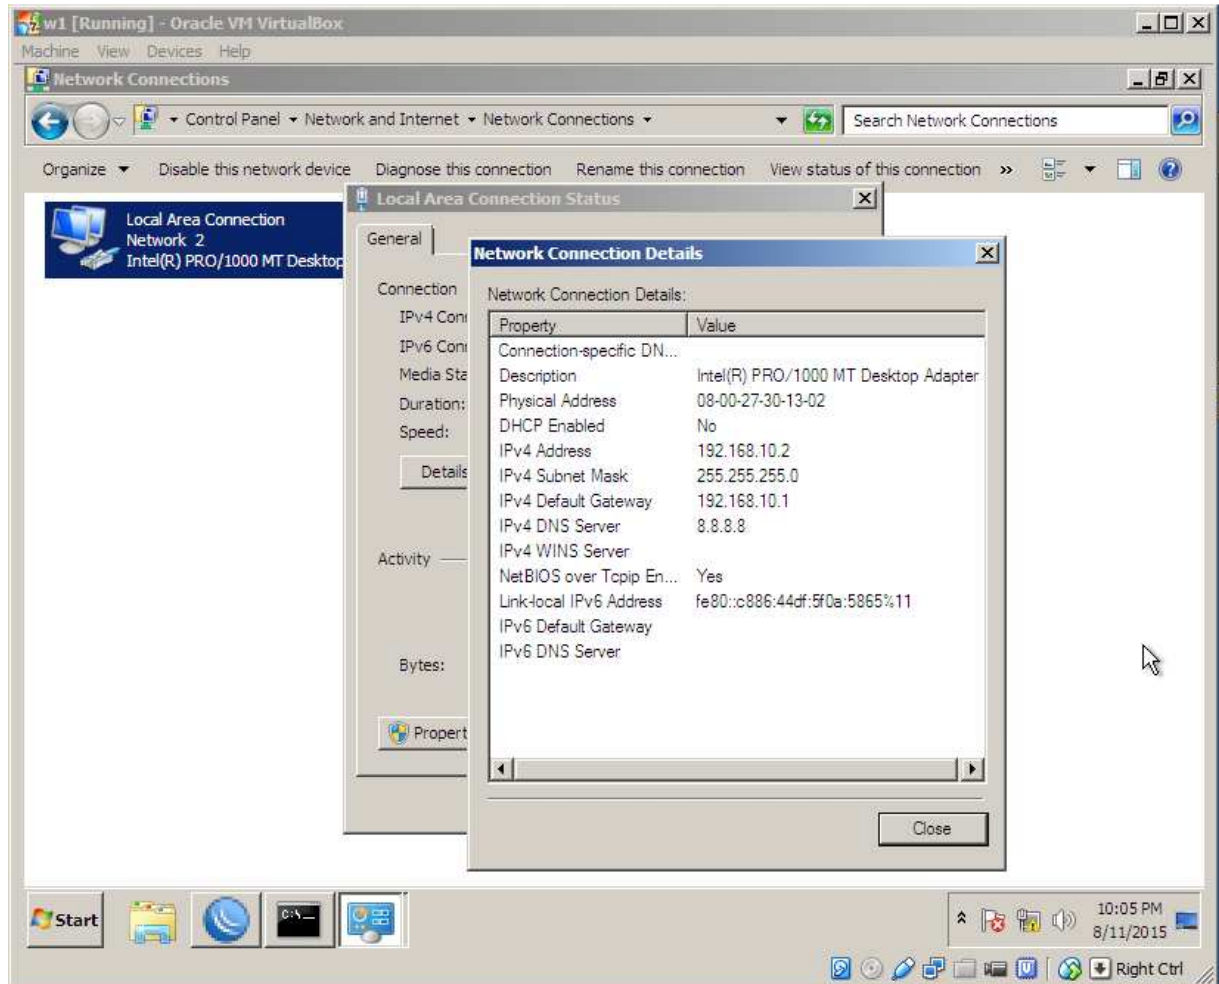 w1 [Running] - Oracle VM VirtualBox
Machine View Devices Help
Network Connections
Control Panel Network and Internet Network Connections
Search Network Connections
Organize Disable this network device Diagnose this connection Rename this connection View status of this connection »
Local Area Connection
Network 2
Intel(R) PRO/1000 MT Desktop
Local Area Connection Status
General
Connection
IPv4 Con
IPv6 Con
Media Sta
Duration:
Speed:
Details
Activity
Bytes:
Propert
Network Connection Details
Network Connection Details:
Property Value
Connection-specific DN...
Description Intel(R) PRO/1000 MT Desktop Adapter
Physical Address 08-00-27-30-13-02
DHCP Enabled No
IPv4 Address 192.168.10.2
IPv4 Subnet Mask 255.255.255.0
IPv4 Default Gateway 192.168.10.1
IPv4 DNS Server 8.8.8.8
IPv4 WINS Server
NetBIOS over Tcpip En... Yes
Link-local IPv6 Address fe80::c886:44df:5f0a:5865%11
IPv6 Default Gateway
IPv6 DNS Server
Close
Start
C:\_
10:05 PM
8/11/2015
Right Ctrl